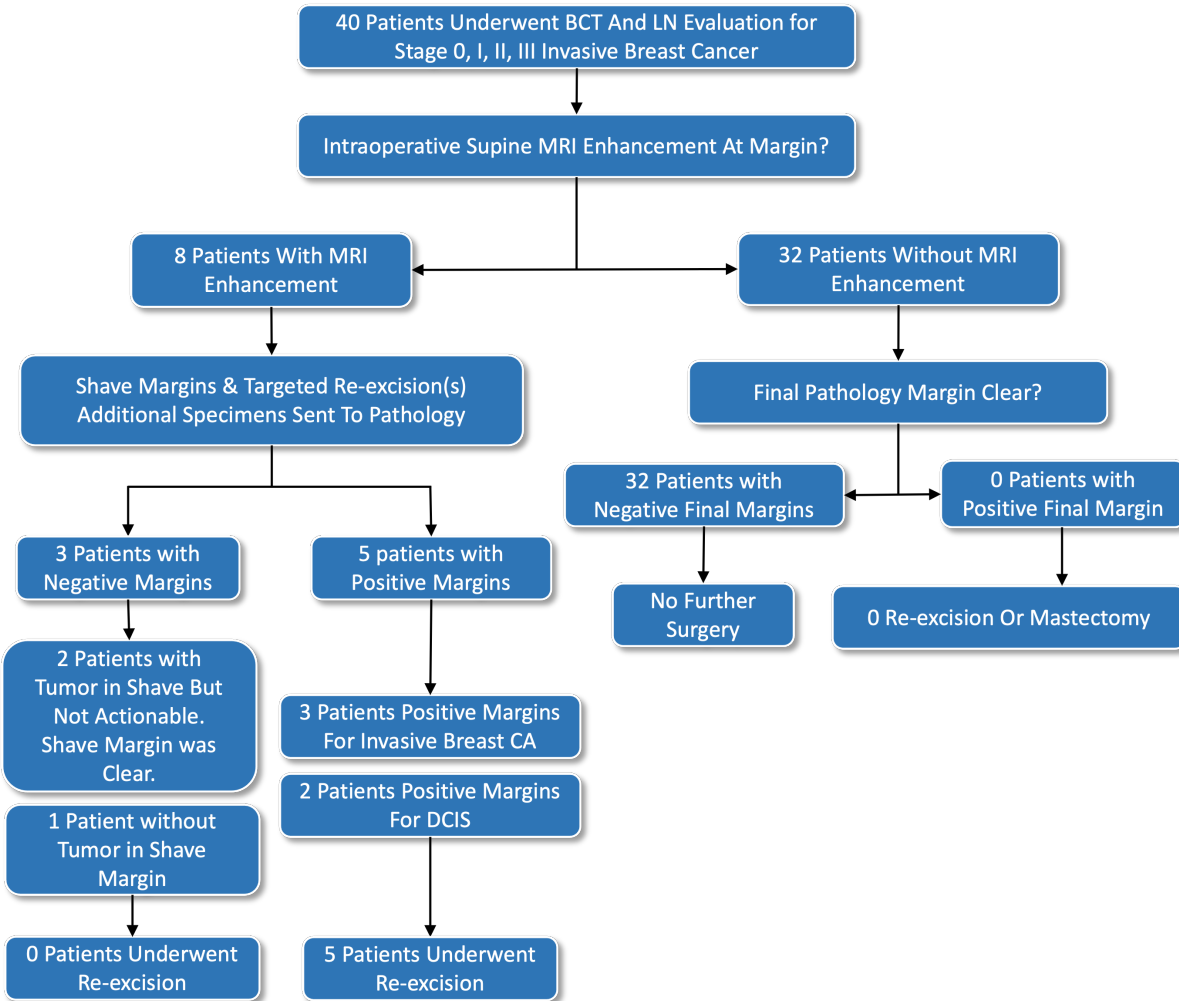 40 Patients Underwent BCT And LN Evaluation for
Stage 0, I, II, III Invasive Breast Cancer
Intraoperative Supine MRI Enhancement At Margin?
8 Patients With MRI
Enhancement
32 Patients Without MRI
Enhancement
Shave Margins & Targeted Re-excision(s)
Additional Specimens Sent To Pathology
Final Pathology Margin Clear?
32 Patients with
Negative Final Margins
0 Patients with
Positive Final Margin
3 Patients with
Negative Margins
5 patients with
Positive Margins
No Further
Surgery
0 Re-excision Or Mastectomy
2 Patients with
Tumor in Shave But
Not Actionable.
Shave Margin was
Clear.
3 Patients Positive Margins
For Invasive Breast CA
2 Patients Positive Margins
For DCIS
1 Patient without
Tumor in Shave
Margin
0 Patients Underwent
Re-excision
5 Patients Underwent
Re-excision